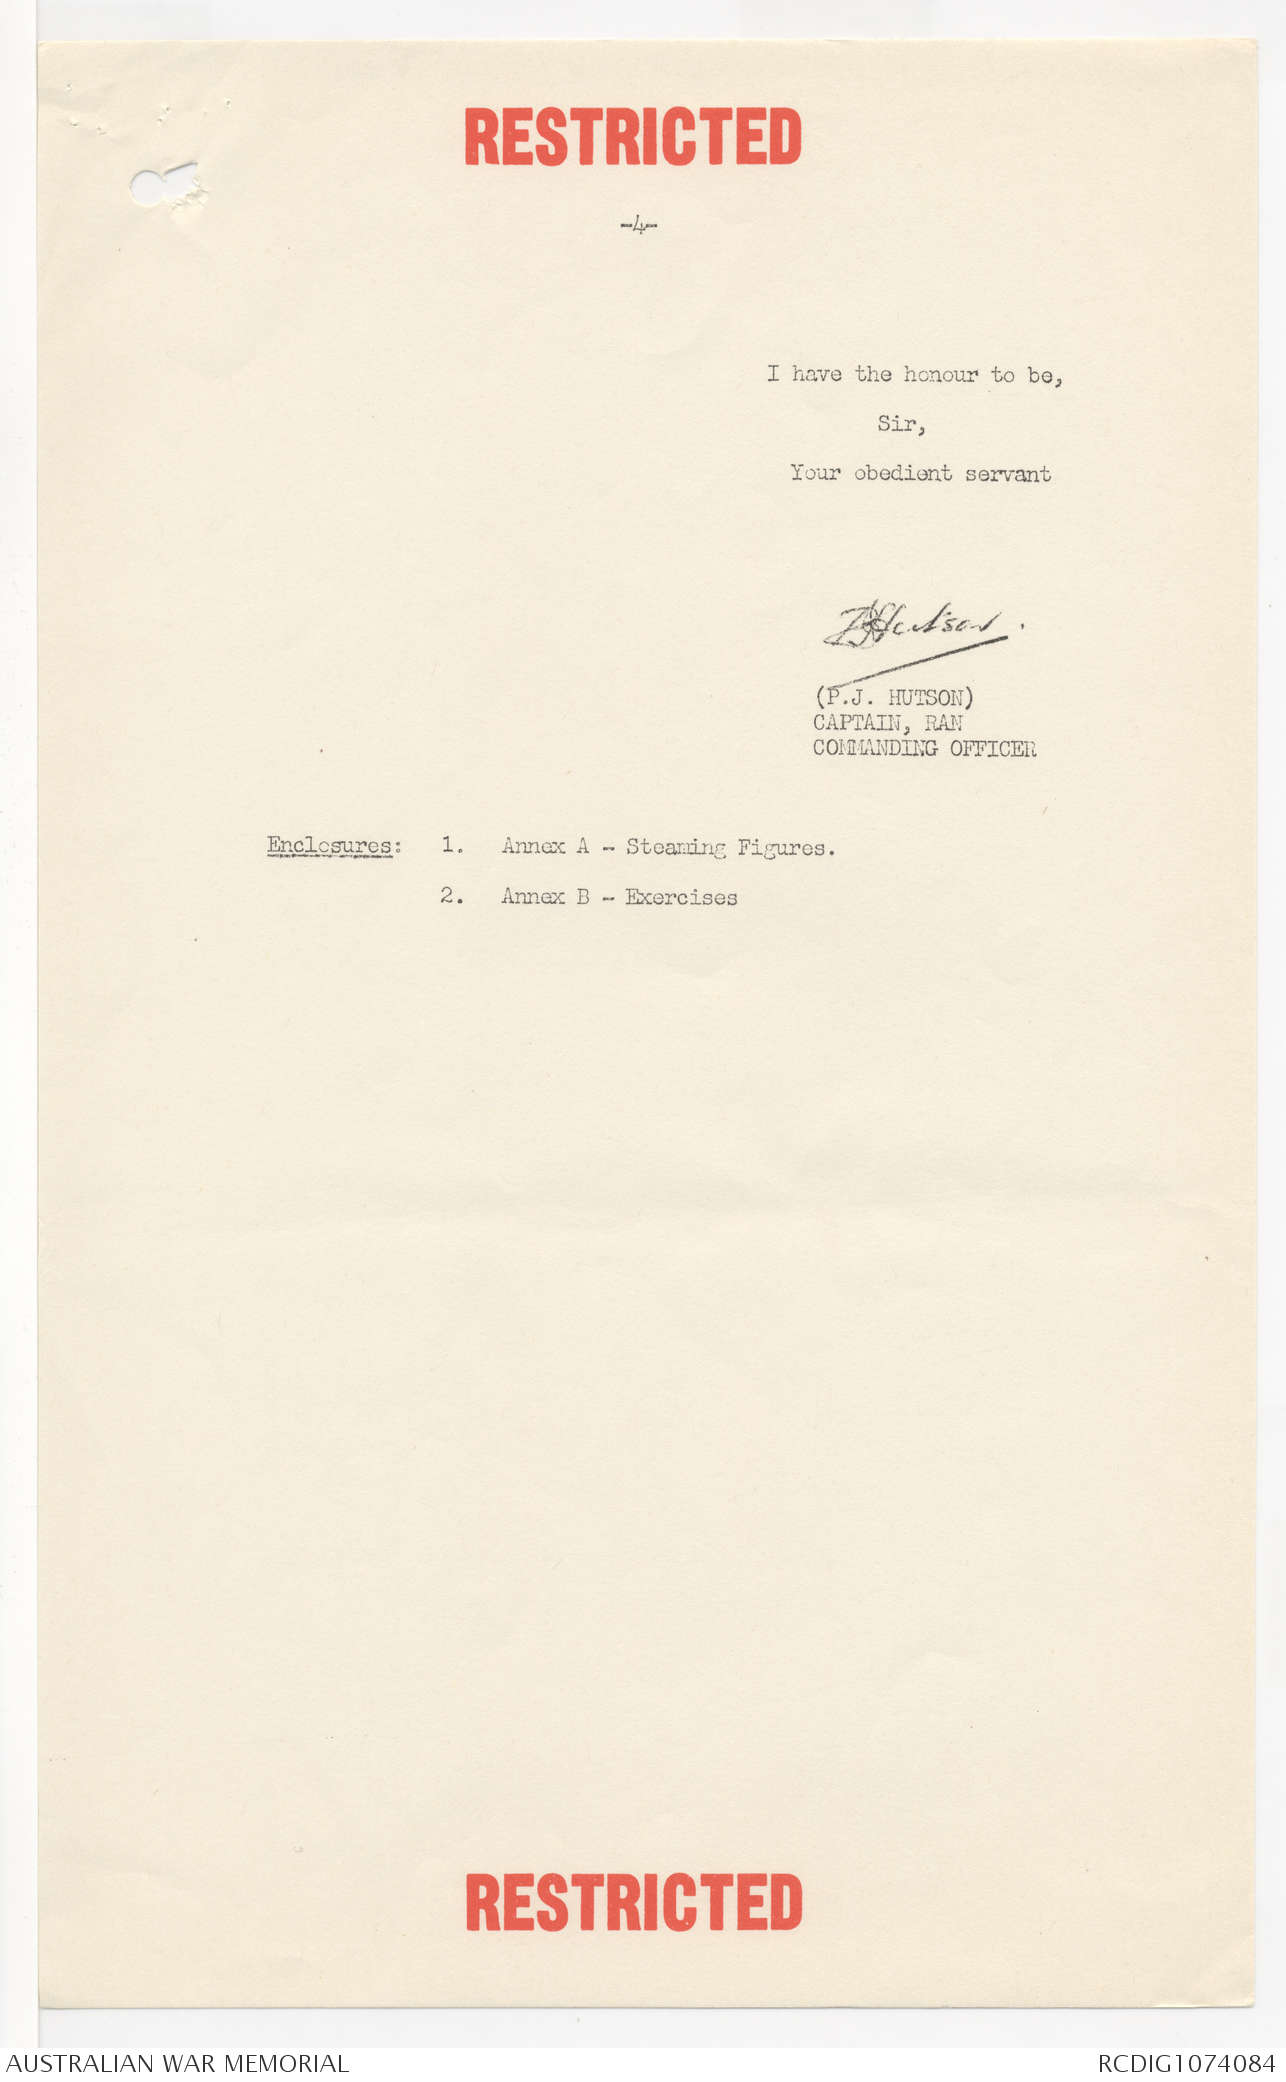 RESTRICTED
-4-
I have the honour to be,
Sir,
Your obedient servant
PJHutson.
(P.J. HUTSON)
CAPTAIN, RAN
COMMANDING OFFICER
Enclosures: 1. Annex A - Steaming Figures.
2. Annex B - Exercises
RESTRICTED
AUSTRALIAN WAR MEMORIAL RCDIG1074084